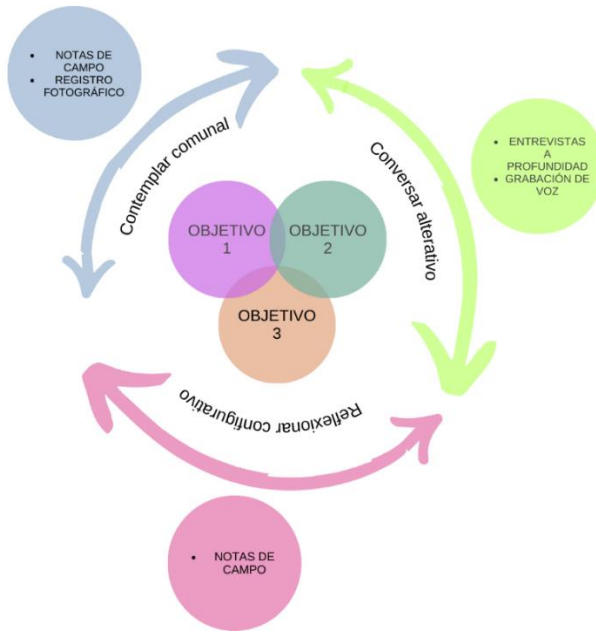 • NOTAS DE
CAMPO
• REGISTRO
FOTOGRÁFICO
Contemplar comunal
Conversar alterativo
• ENTREVISTAS
A
PROFUNDIDAD
• GRABACIÓN DE
VOZ
OBJETIVO
1
OBJETIVO
2
OBJETIVO
3
Reflexionar configurativo
• NOTAS DE
CAMPO